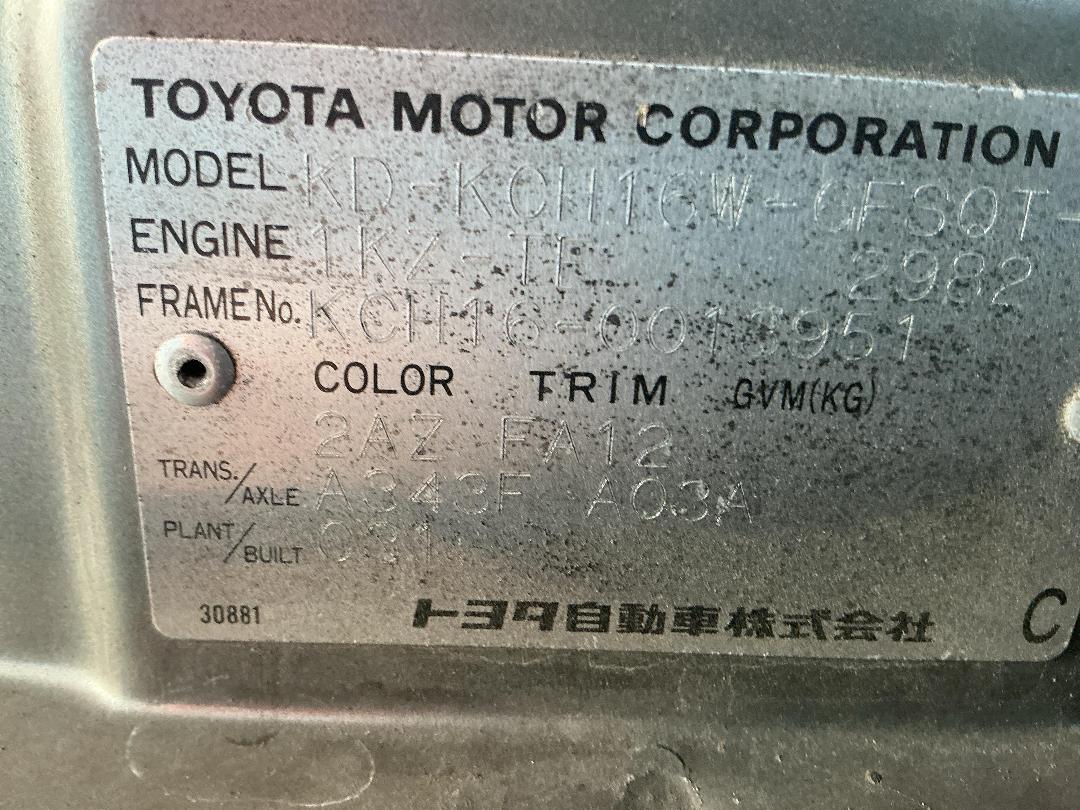 TOYOTA MOTOR CORPORATION
MODEL KD-KCH16W-GFSQT-
ENGINE 1KZ-TE 2982
FRAME No. KCH16-0013951
COLOR TRIM GVM(KG)
2AZ FA12
TRANS./AXLE A343F A03A
PLANT/BUILT
30881 トヨタ自動車株式会社 C